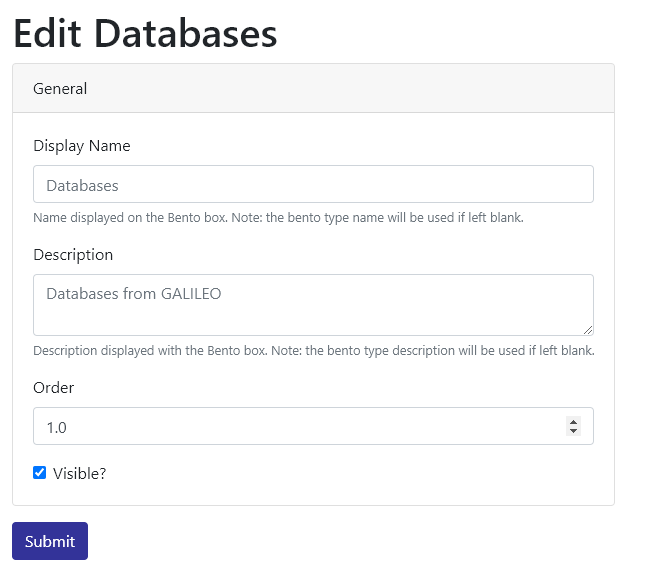 Edit Databases
General
Display Name
Databases
Name displayed on the Bento box. Note: the bento type name will be used if left blank.
Description
Databases from GALILEO
Description displayed with the Bento box. Note: the bento type description will be used if left blank.
Order
1.0
Visible?
Submit